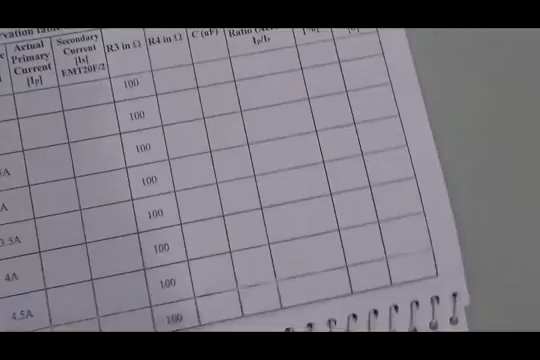 Actual Primary Current [Ip]
Secondary Current [Is] EMT20F/2
R3 in Ω
R4 in Ω
C (uF)
Ip/Is
100
100
100
100
100
3.5A 100
4A 100
4.5A 100